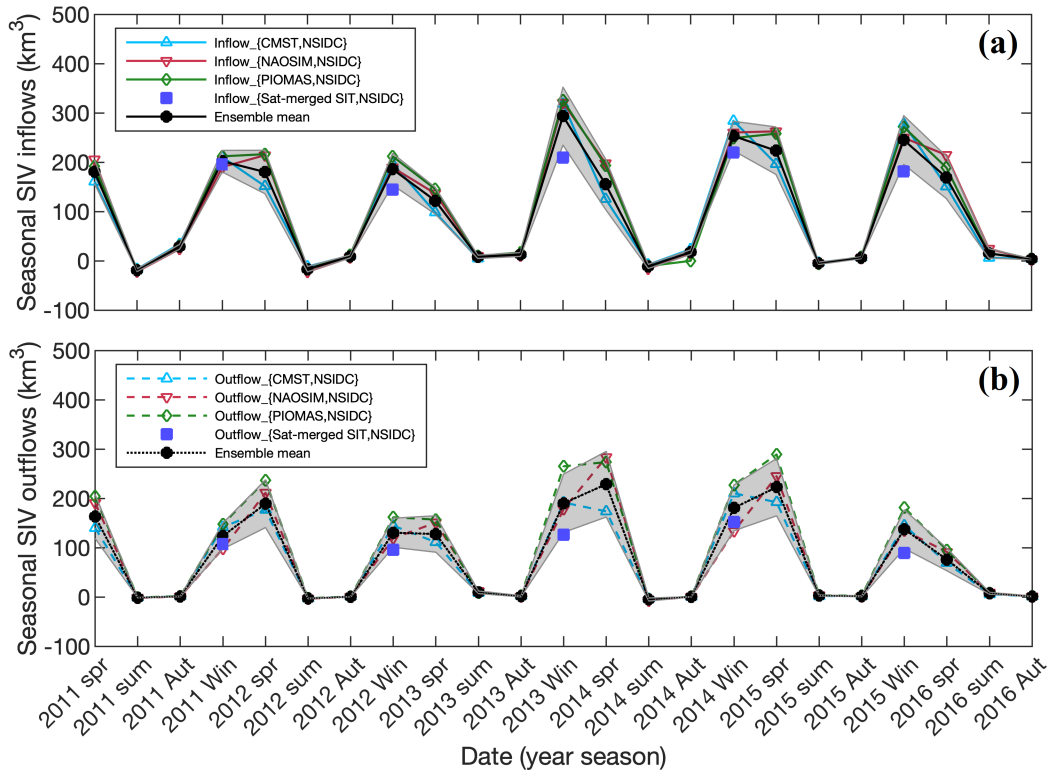 (a)
Seasonal SIV inflows (km3)
500
400
300
200
100
0
-100
Inflow_{CMST,NSIDC}
Inflow_{NAOSIM,NSIDC}
Inflow_{PIOMAS,NSIDC}
Inflow_{Sat-merged SIT,NSIDC}
Ensemble mean
(b)
Seasonal SIV outflows (km3)
500
400
300
200
100
0
-100
Outflow_{CMST,NSIDC}
Outflow_{NAOSIM,NSIDC}
Outflow_{PIOMAS,NSIDC}
Outflow_{Sat-merged SIT,NSIDC}
Ensemble mean
2011 spr
2011 sum
2011 Aut
2011 Win
2012 Spr
2012 sum
2012 Aut
2012 Win
2013 Spr
2013 sum
2013 Aut
2013 Win
2014 spr
2014 sum
2014 Aut
2014 Win
2015 spr
2015 sum
2015 Aut
2015 Win
2016 spr
2016 sum
2016 Aut
Date (year season)